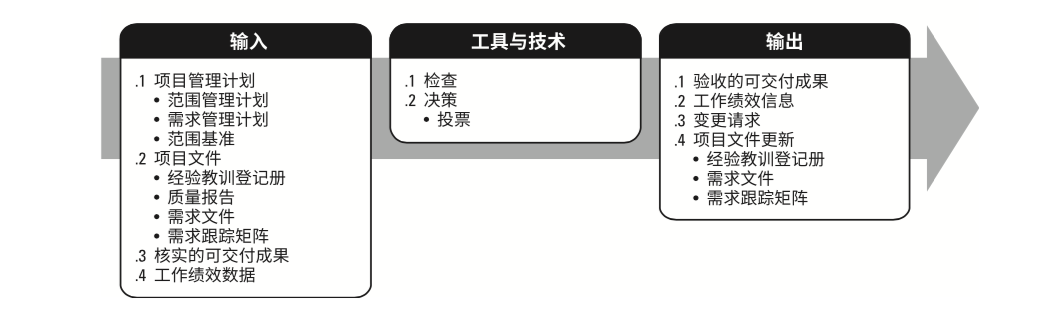 输入
.1 项目管理计划
• 范围管理计划
• 需求管理计划
• 范围基准
.2 项目文件
• 经验教训登记册
• 质量报告
• 需求文件
• 需求跟踪矩阵
.3 核实的可交付成果
.4 工作绩效数据
工具与技术
.1 检查
.2 决策
• 投票
输出
.1 验收的可交付成果
.2 工作绩效信息
.3 变更请求
.4 项目文件更新
• 经验教训登记册
• 需求文件
• 需求跟踪矩阵